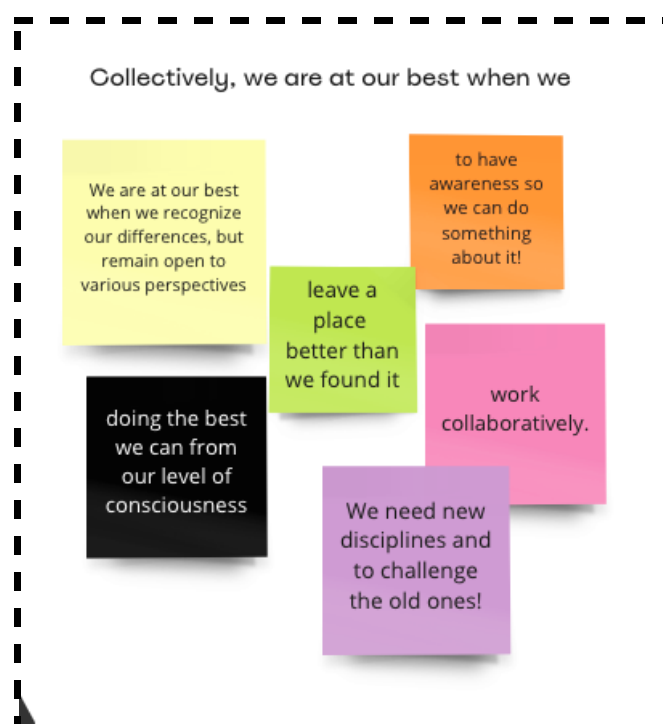 Collectively, we are at our best when we
We are at our best
when we recognize
our differences, but
remain open to
various perspectives
to have
awareness so
we can do
something
about it!
leave a
place
better than
we found it
work
collaboratively.
doing the best
we can from
our level of
consciousness
We need new
disciplines and
to challenge
the old ones!